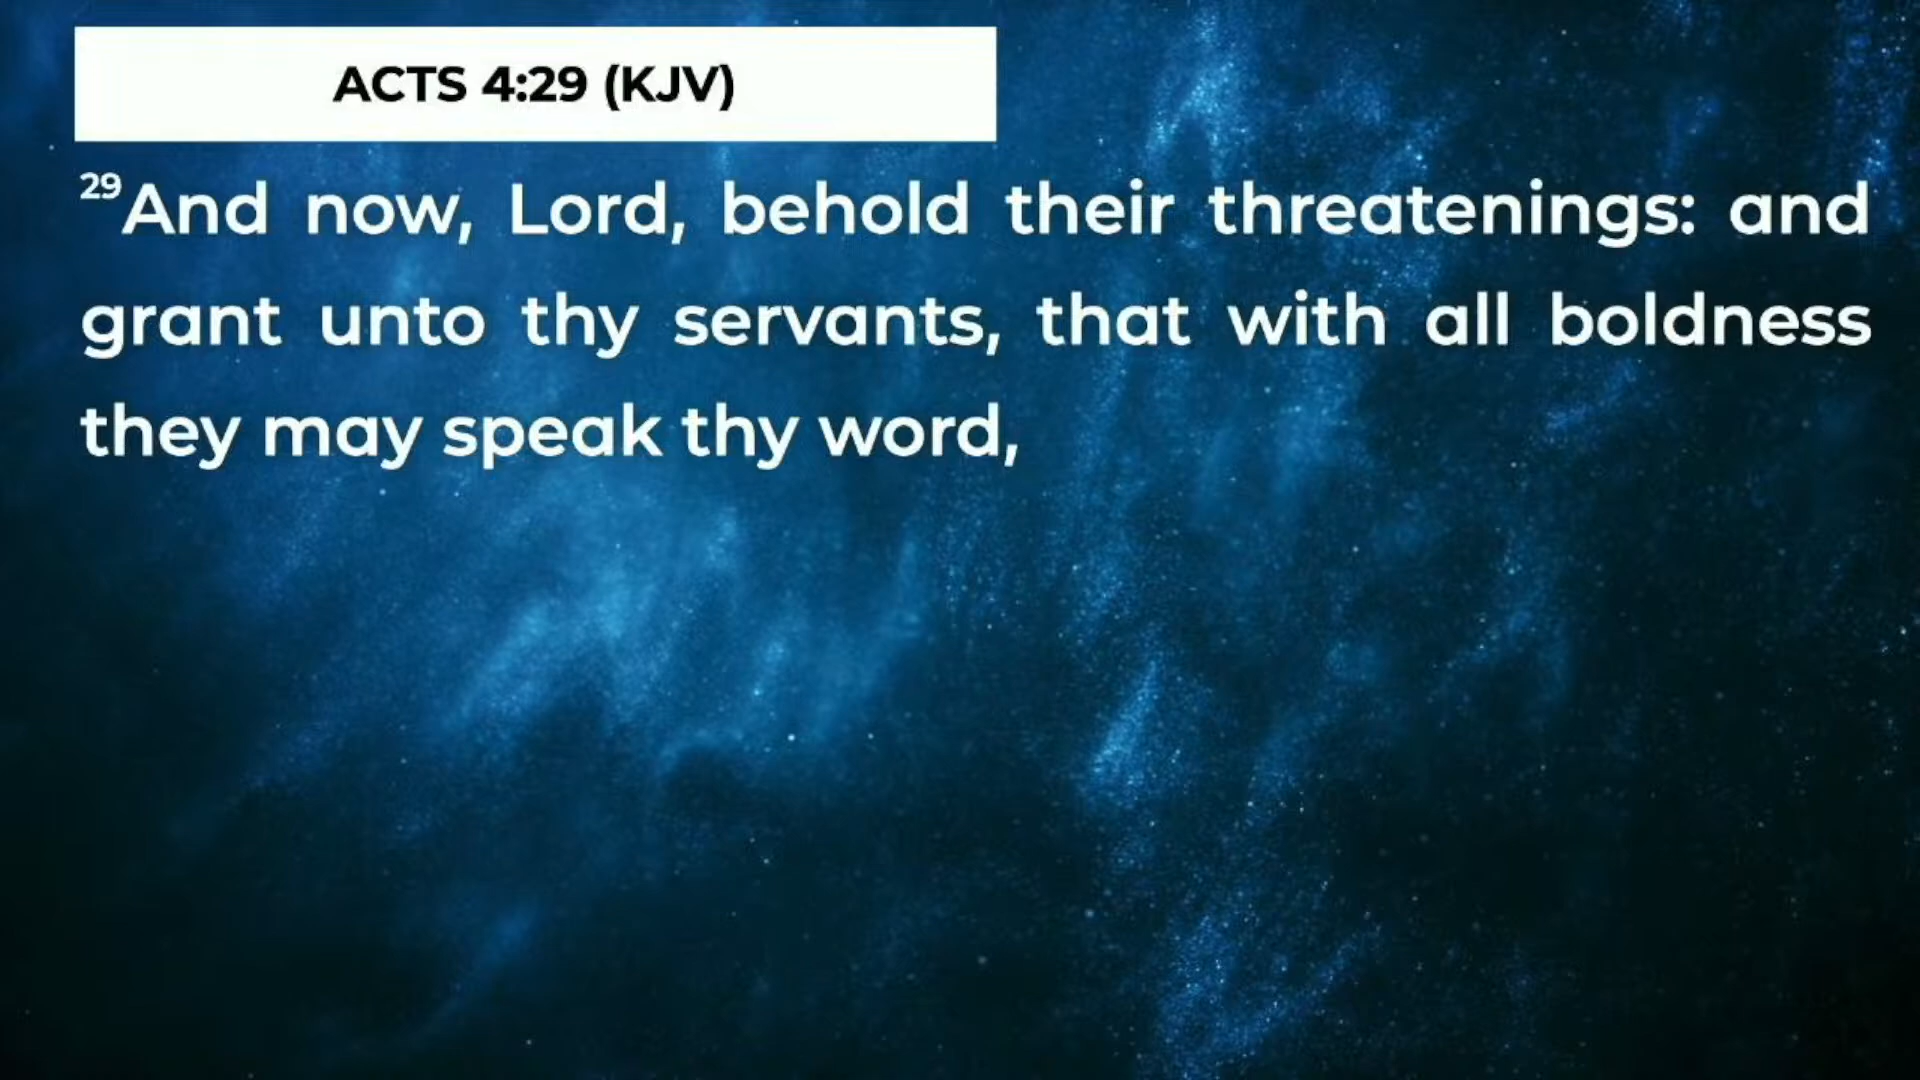 ACTS 4:29 (KJV)
29And now, Lord, behold their threatenings: and
grant unto thy servants, that with all boldness
they may speak thy word,